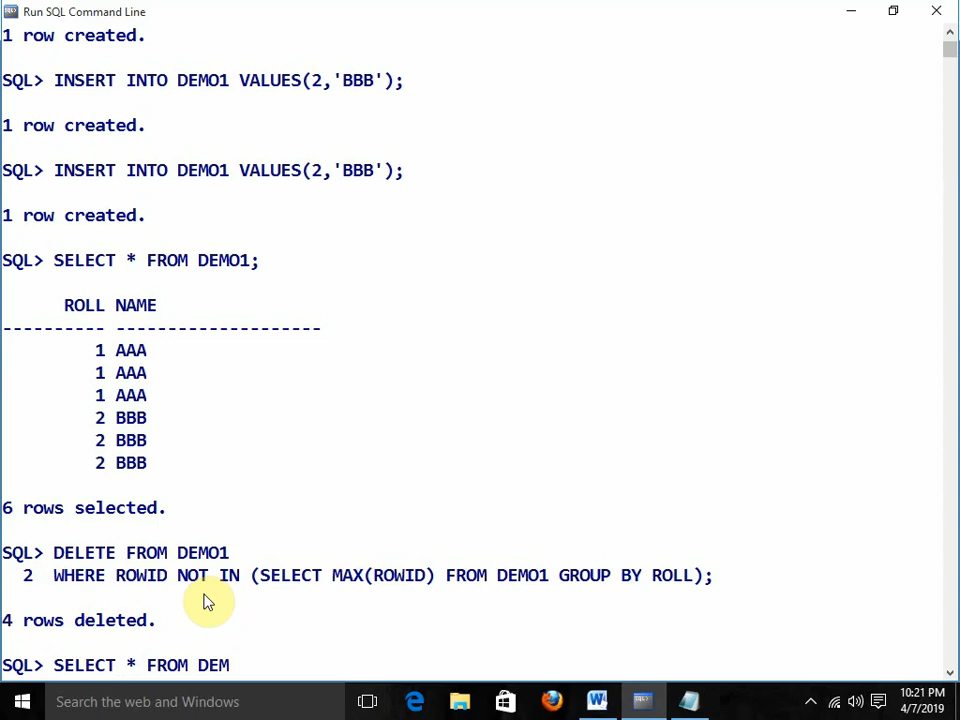 Run SQL Command Line
1 row created.
SQL> INSERT INTO DEMO1 VALUES(2,'BBB');
1 row created.
SQL> INSERT INTO DEMO1 VALUES(2,'BBB');
1 row created.
SQL> SELECT * FROM DEMO1;
ROLL NAME
---------- --------------------
1 AAA
1 AAA
1 AAA
2 BBB
2 BBB
2 BBB
6 rows selected.
SQL> DELETE FROM DEMO1
2 WHERE ROWID NOT IN (SELECT MAX(ROWID) FROM DEMO1 GROUP BY ROLL);
4 rows deleted.
SQL> SELECT * FROM DEM
Search the web and Windows
10:21 PM
4/7/2019